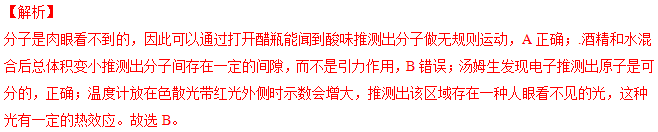 【解析】
分子是肉眼看不到的，因此可以通过打开醋瓶能闻到酸味推测出分子做无规则运动，A 正确；.酒精和水混
合后总体积变小推测出分子间存在一定的间隙，而不是引力作用，B 错误；汤姆生发现电子推测出原子是可
分的，正确；温度计放在色散光带红光外侧时示数会增大，推测出该区域存在一种人眼看不见的光，这种
光有一定的热效应。故选 B。